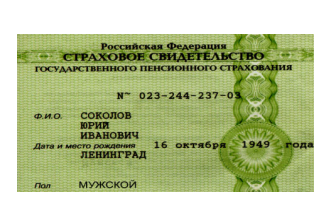 Российская Федерация
СТРАХОВОЕ СВИДЕТЕЛЬСТВО
ГОСУДАРСТВЕННОГО ПЕНСИОННОГО СТРАХОВАНИЯ
N~ 023-244-237-03
Ф.И.О. СОКОЛОВ
ЮРИЙ
ИВАНОВИЧ
Дата и место рождения 16 октября 1949 года
ЛЕНИНГРАД
Пол МУЖСКОЙ